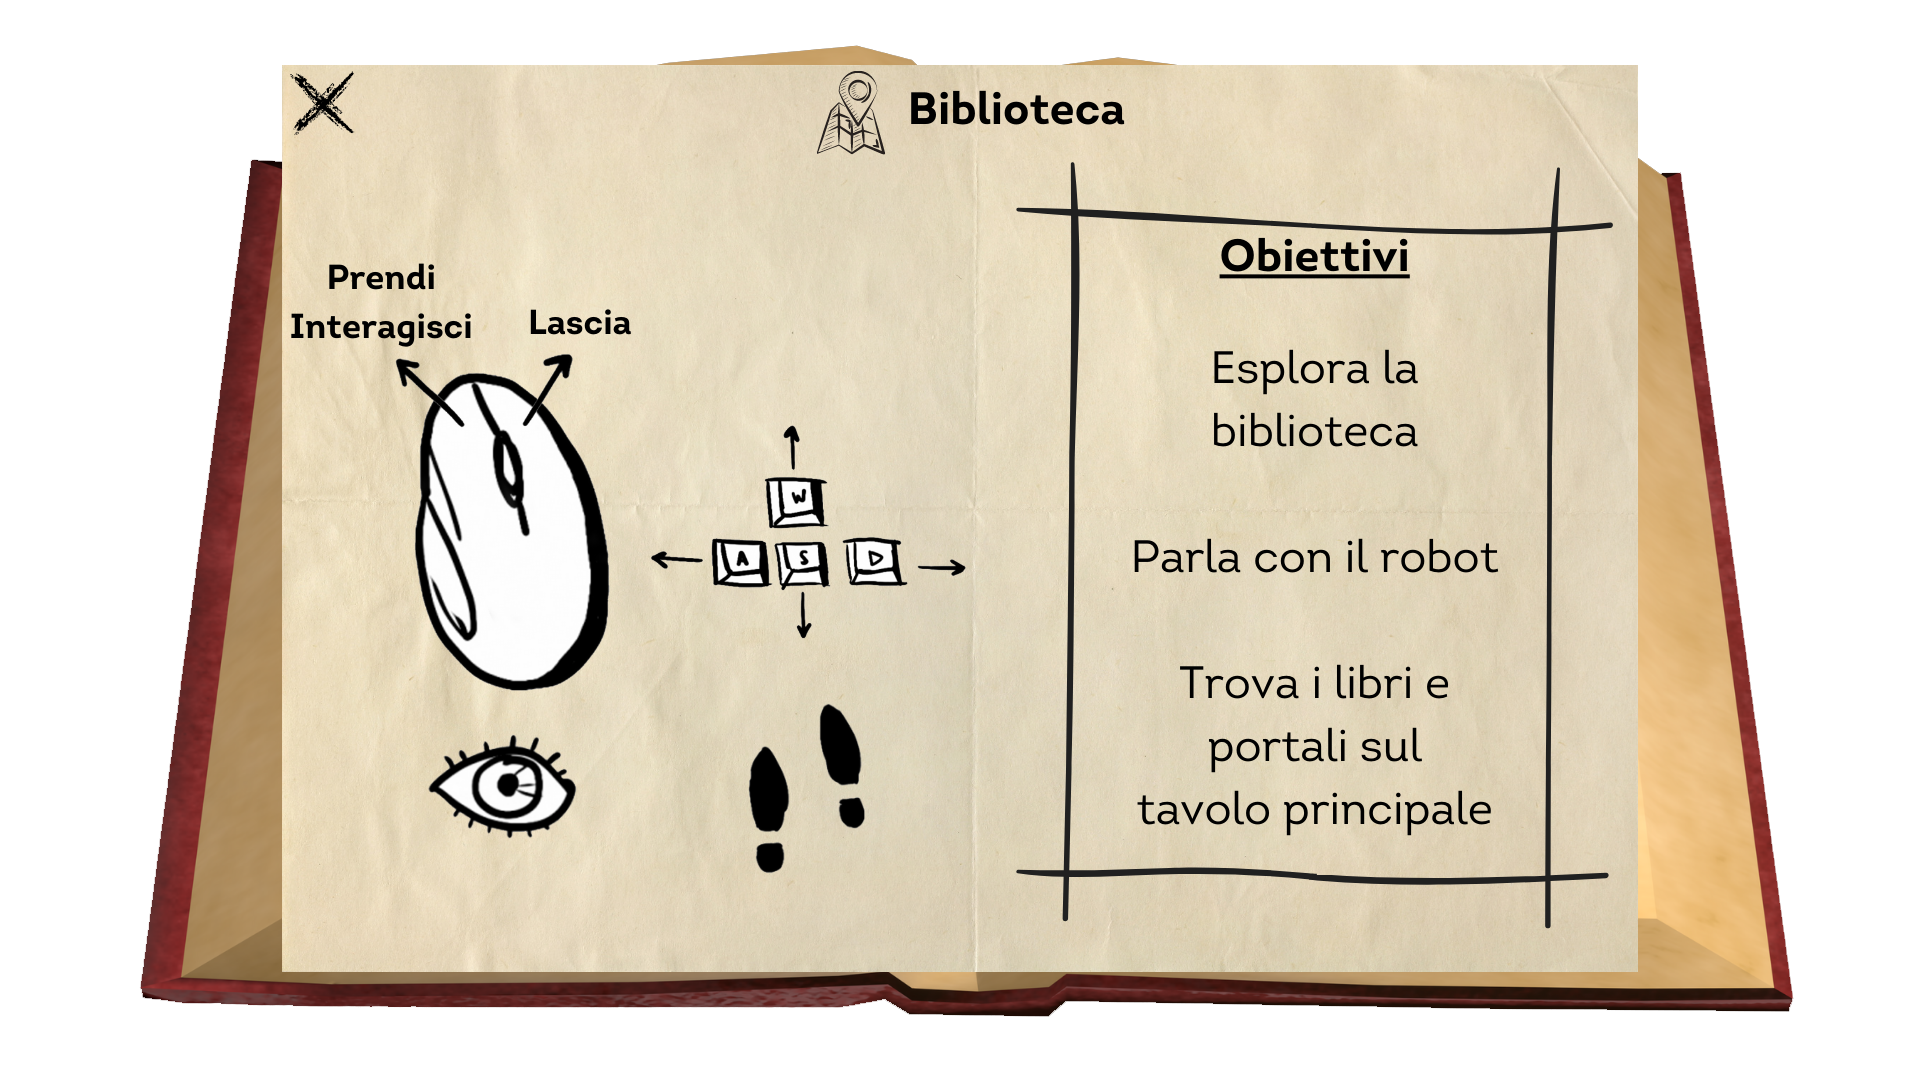 Biblioteca
Prendi
Interagisci
Lascia
W
A S D
Obiettivi
Esplora la
biblioteca
Parla con il robot
Trova i libri e
portali sul
tavolo principale